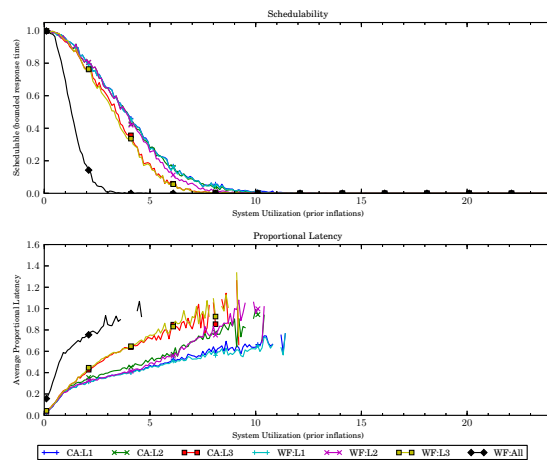 Schedulability
Schedulable (bounded response time)
1.0
0.8
0.6
0.4
0.2
0.0
0 5 10 15 20
System Utilization (prior inflations)
Proportional Latency
Average Proportional Latency
1.6
1.4
1.2
1.0
0.8
0.6
0.4
0.2
0.0
0 5 10 15 20
System Utilization (prior inflations)
CA:L1 CA:L2 CA:L3 WF:L1 WF:L2 WF:L3 WF:All